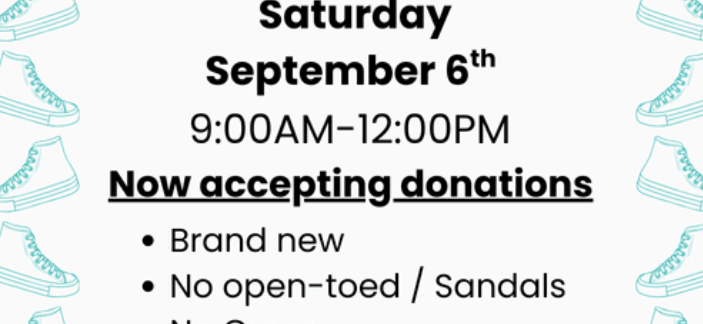 Saturday
September 6th
9:00AM-12:00PM
Now accepting donations
• Brand new
• No open-toed / Sandals